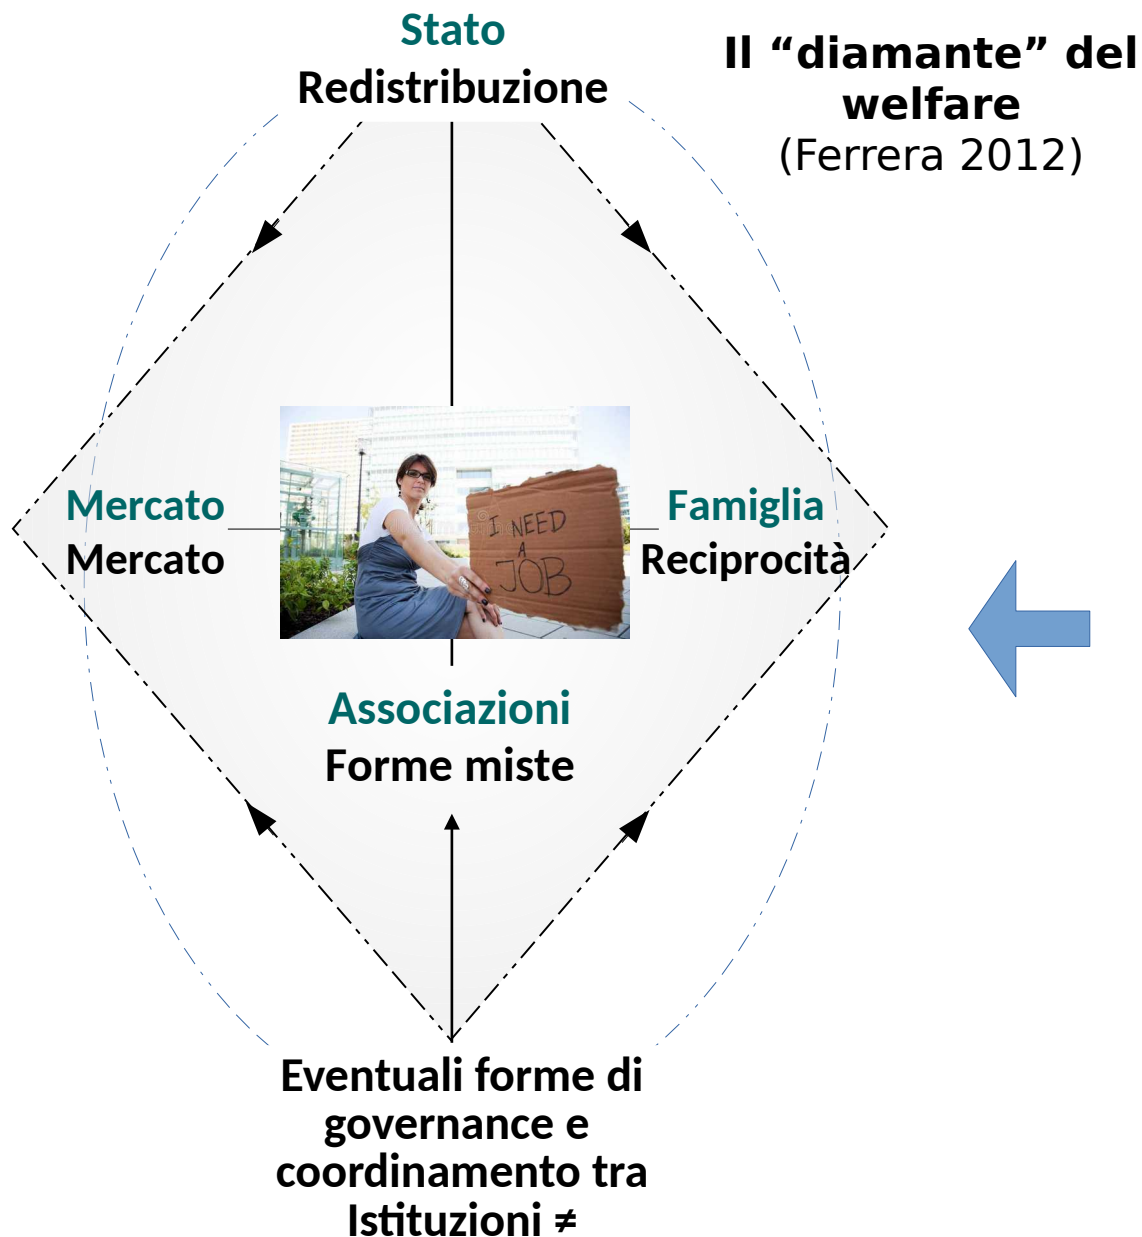 Stato
Redistribuzione
Il “diamante” del
welfare
(Ferrera 2012)
Mercato
Mercato
I NEED
A
JOB
Famiglia
Reciprocità
Associazioni
Forme miste
Eventuali forme di
governance e
coordinamento tra
Istituzioni ≠